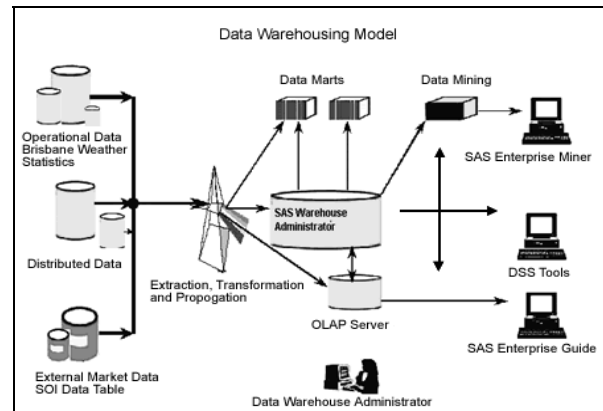 Data Warehousing Model
Data Marts
Data Mining
Operational Data
Brisbane Weather
Statistics
SAS Enterprise Miner
SAS Warehouse
Administrator
Distributed Data
Extraction, Transformation
and Propogation
DSS Tools
OLAP Server
SAS Enterprise Guide
External Market Data
SOI Data Table
Data Warehouse Administrator